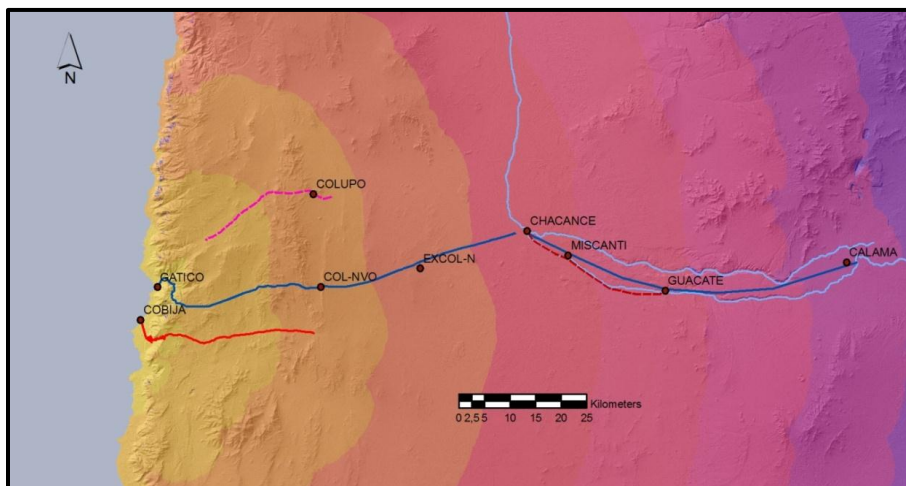 N
COLUPO
CHACANCE
MISCANTI
CALAMA
EXCOL-N
GATICO
COL-NVO
GUACATE
COBIJA
Kilometers
0 2,5 5 10 15 20 25